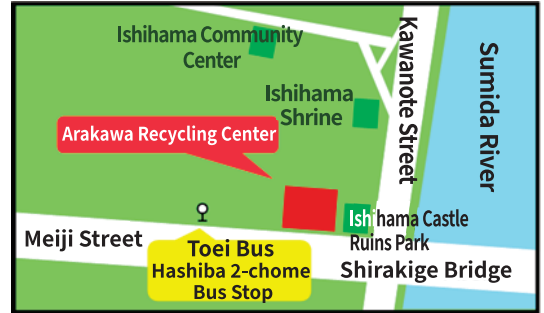 Ishihama Community
Center
Kawanote Street
Sumida River
Ishihama
Shrine
Arakawa Recycling Center
Ishihama Castle
Ruins Park
Meiji Street
Toei Bus
Hashiba 2-chome
Bus Stop
Shirakige Bridge